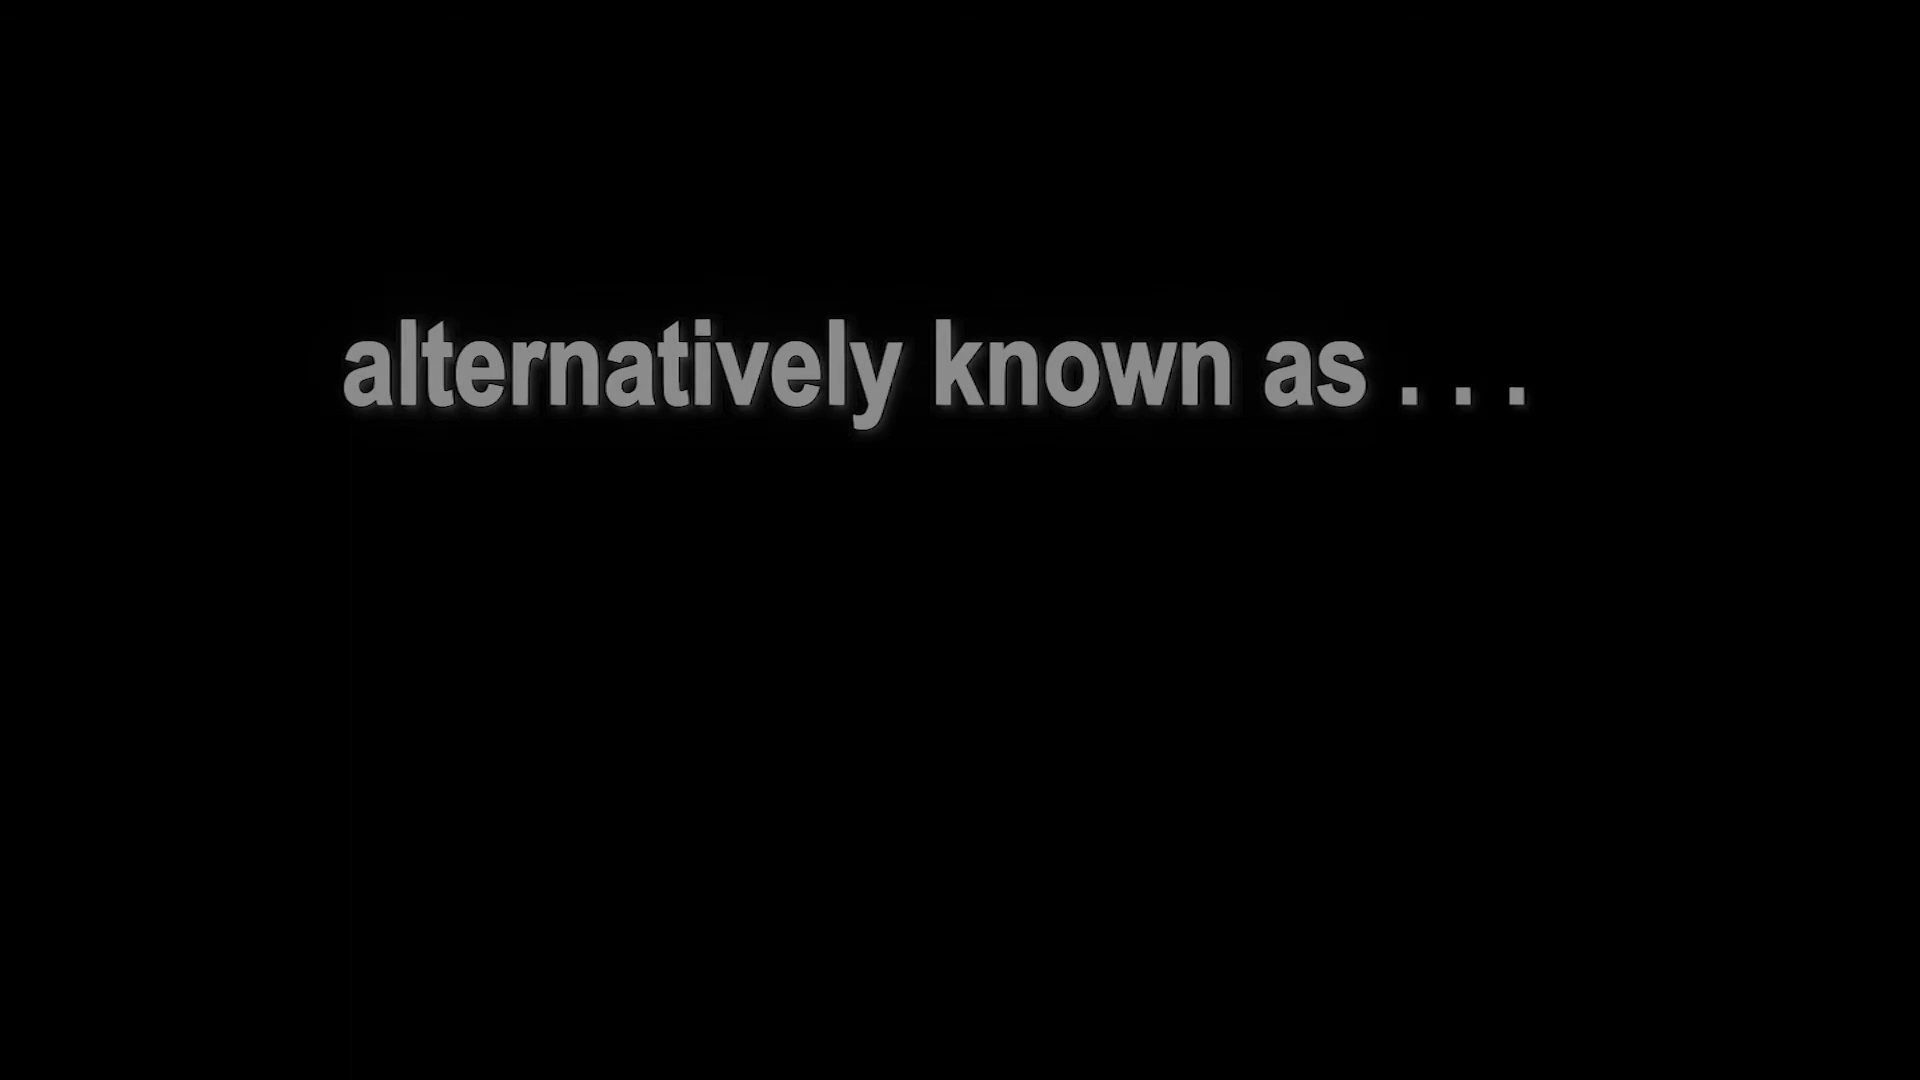 alternatively known as . . .